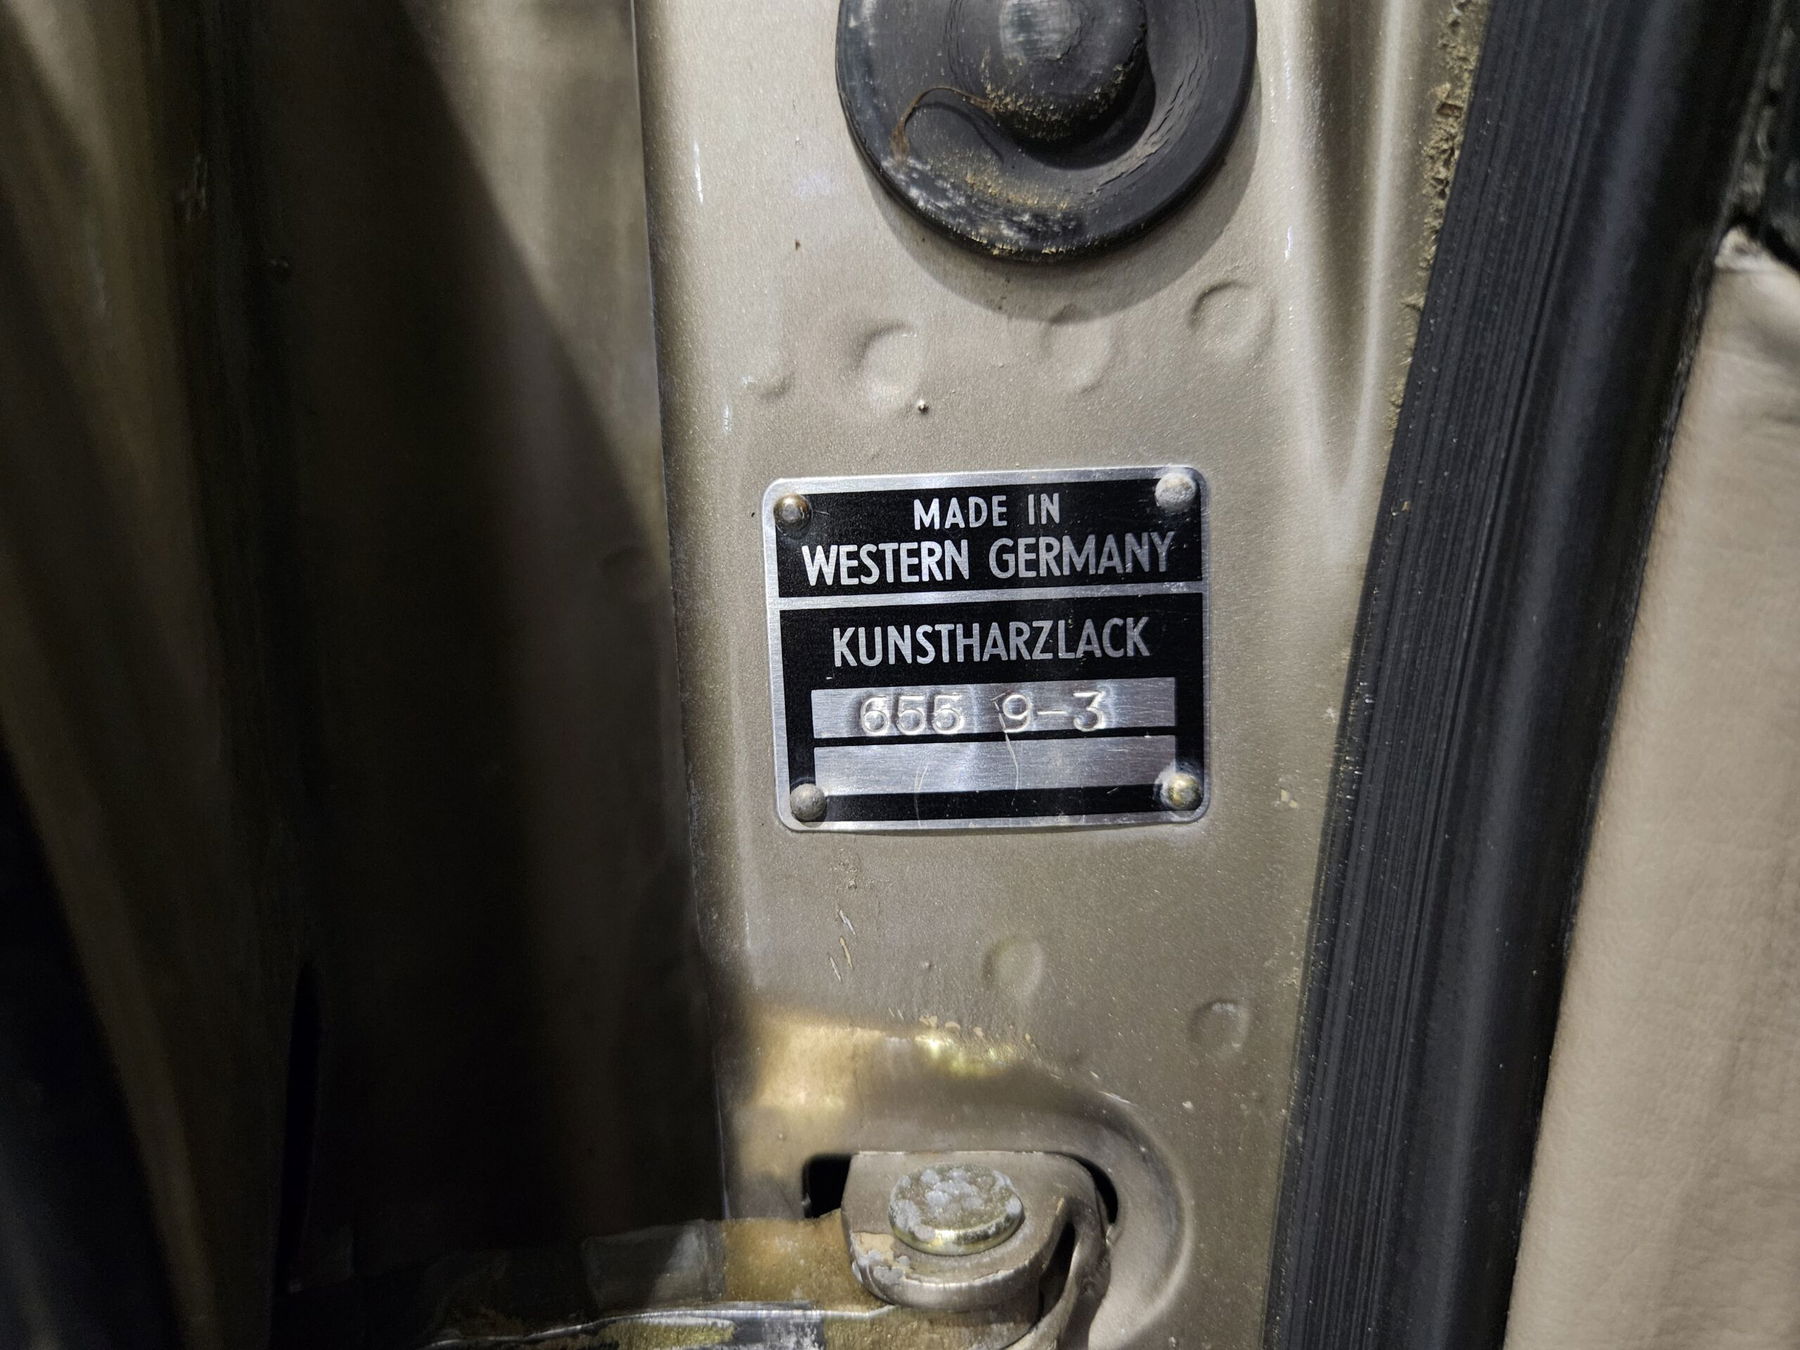 MADE IN
WESTERN GERMANY
KUNSTHARZLACK
655 9-3